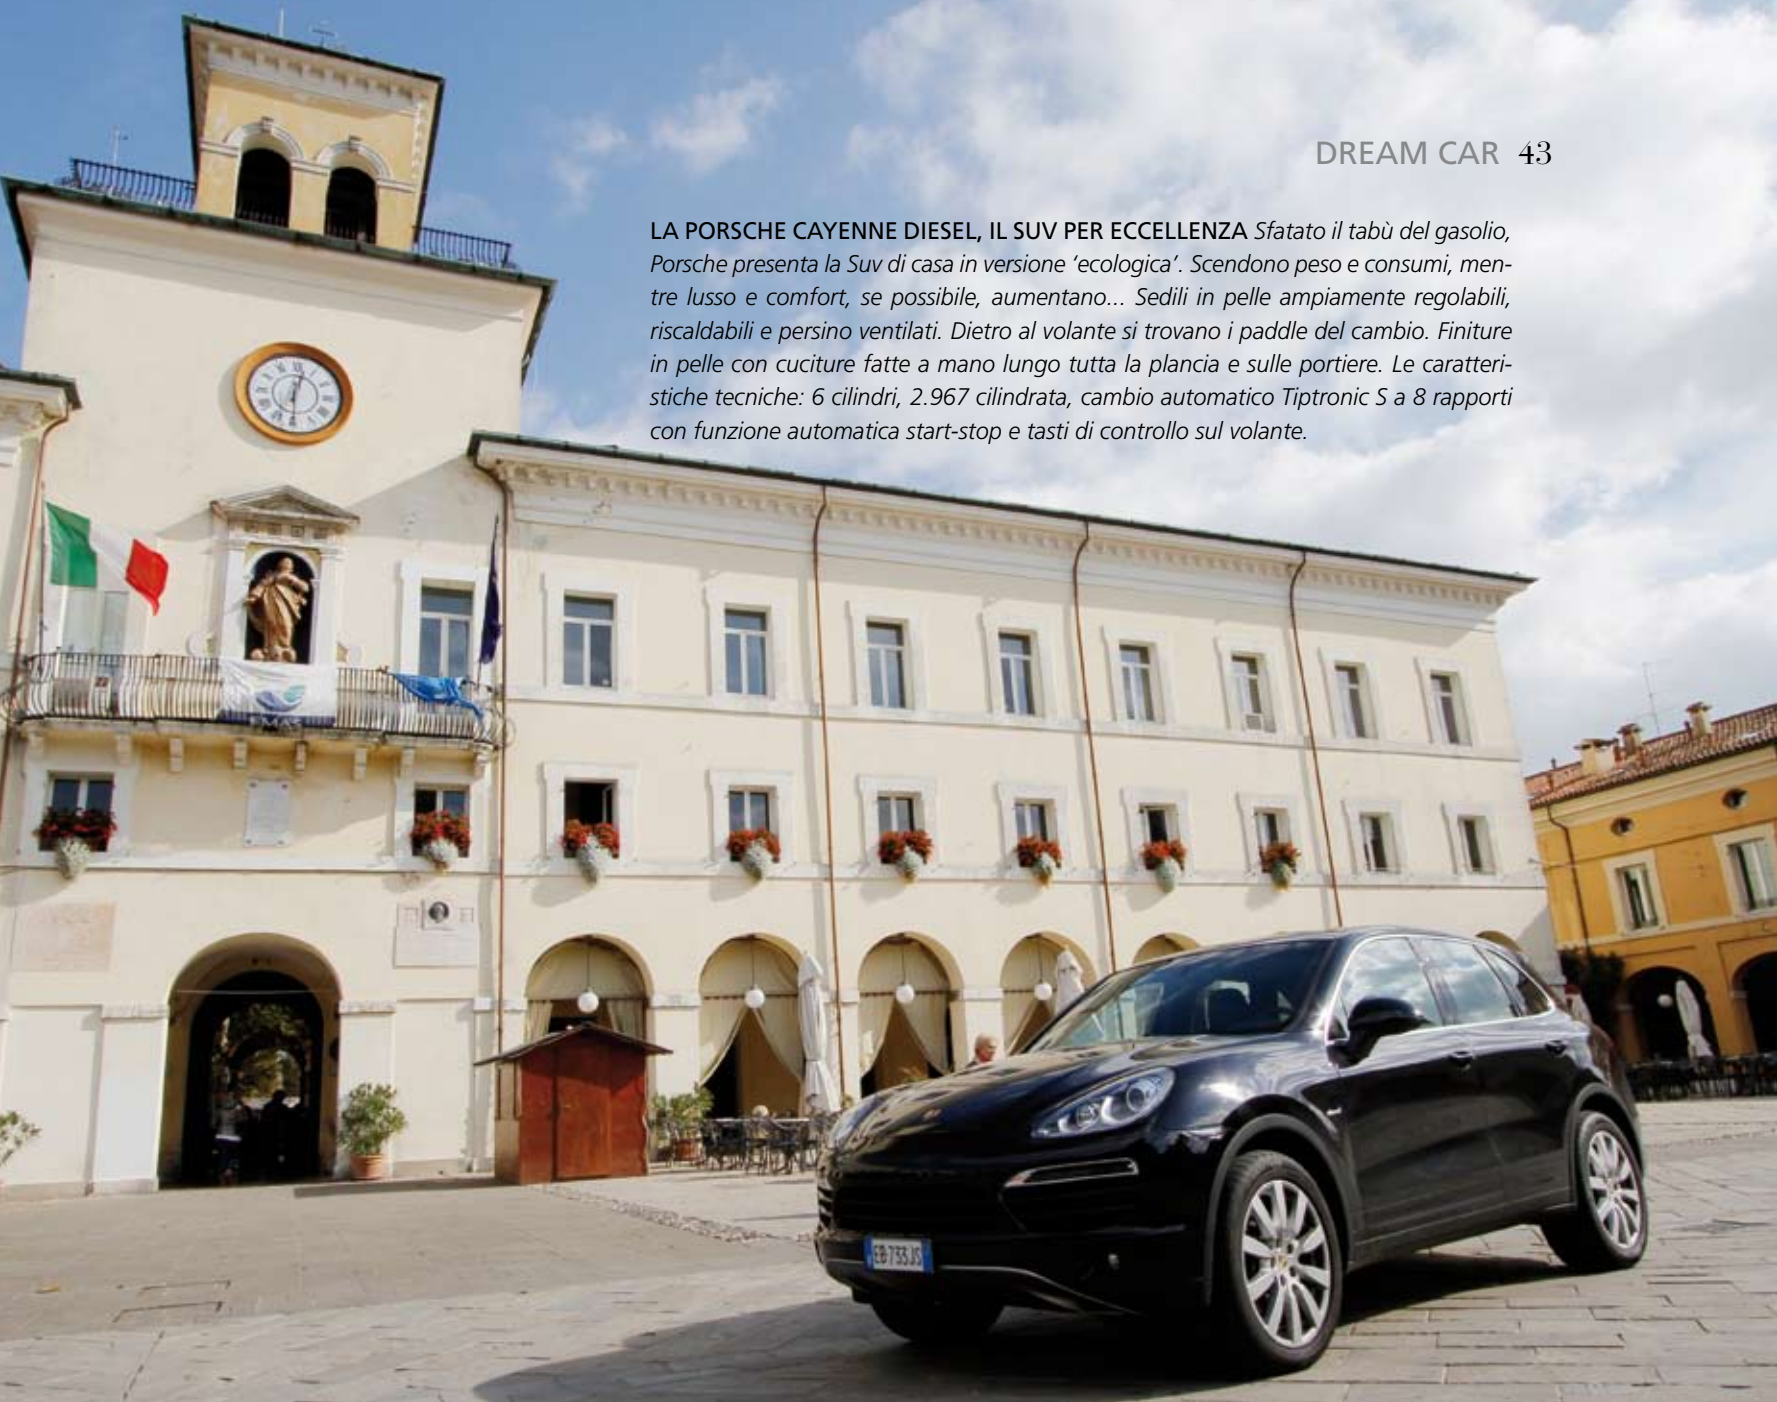 DREAM CAR 43
LA PORSCHE CAYENNE DIESEL, IL SUV PER ECCELLENZA Sfatato il tabù del gasolio,
Porsche presenta la Suv di casa in versione ‘ecologica’. Scendono peso e consumi, men-
tre lusso e comfort, se possibile, aumentano... Sedili in pelle ampiamente regolabili,
riscaldabili e persino ventilati. Dietro al volante si trovano i paddle del cambio. Finiture
in pelle con cuciture fatte a mano lungo tutta la plancia e sulle portiere. Le caratteri-
stiche tecniche: 6 cilindri, 2.967 cilindrata, cambio automatico Tiptronic S a 8 rapporti
con funzione automatica start-stop e tasti di controllo sul volante.
EMAS
EB 733JS